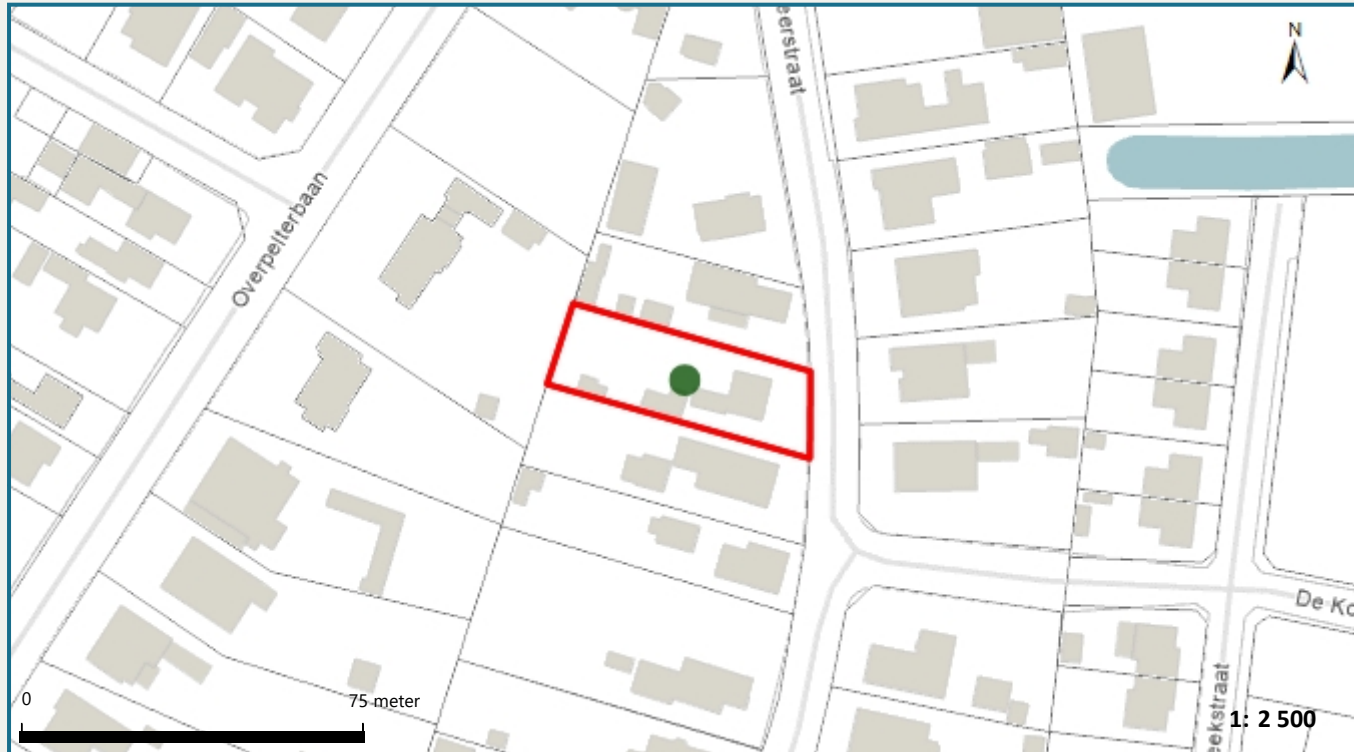 eerstraat
N
Overpelterbaan
De Ko
0
75 meter
eekstraat
1: 2 500